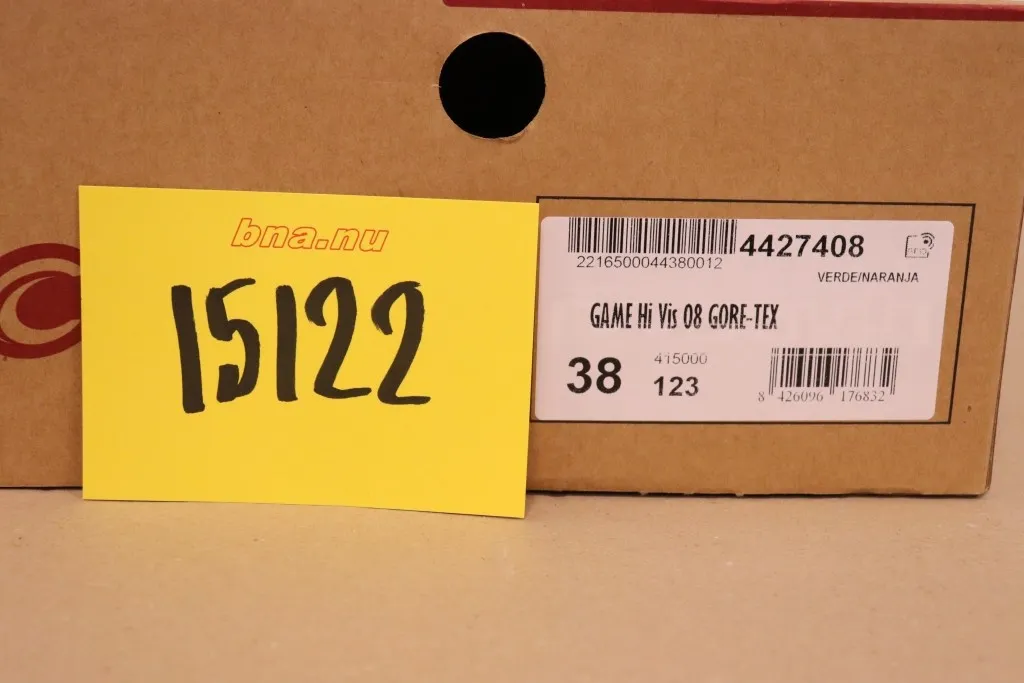 bna.nu
15122
4427408
2216500044380012
VERDE/NARANJA
GAME Hi Vis 08 GORE-TEX
38
415000
123
8 426096 176832